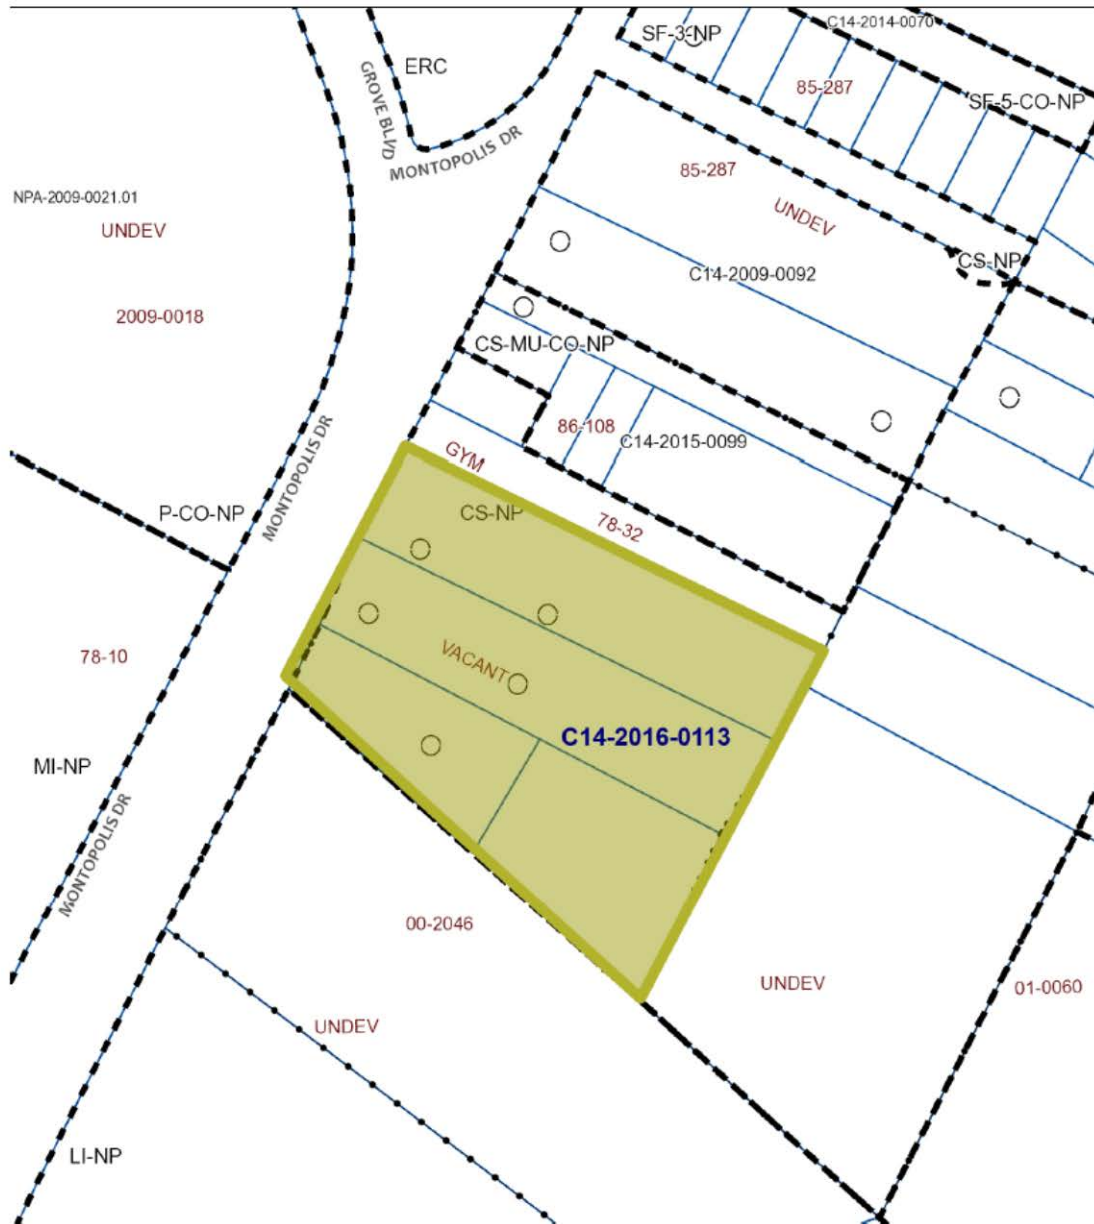 C14-2014-0070
SF-3-NP
ERC
GROVE BLVD
85-287
SF-5-CO-NP
MONTOPOLIS DR
85-287
NPA-2009-0021.01
UNDEV
UNDEV
CS-NP
C14-2009-0092
2009-0018
CS-MU-CO-NP
86-108
C14-2015-0099
GYM
MONTOPOLIS DR
P-CO-NP
CS-NP
78-32
78-10
VACANT
C14-2016-0113
MI-NP
MONTOPOLIS DR
00-2046
UNDEV
01-0060
UNDEV
LI-NP